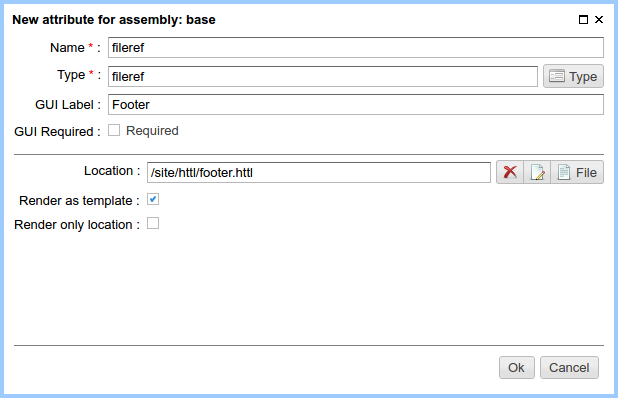 New attribute for assembly: base
Name * : fileref
Type * : fileref Type
GUI Label : Footer
GUI Required : Required
Location : /site/httl/footer.httl File
Render as template :
Render only location :
Ok Cancel